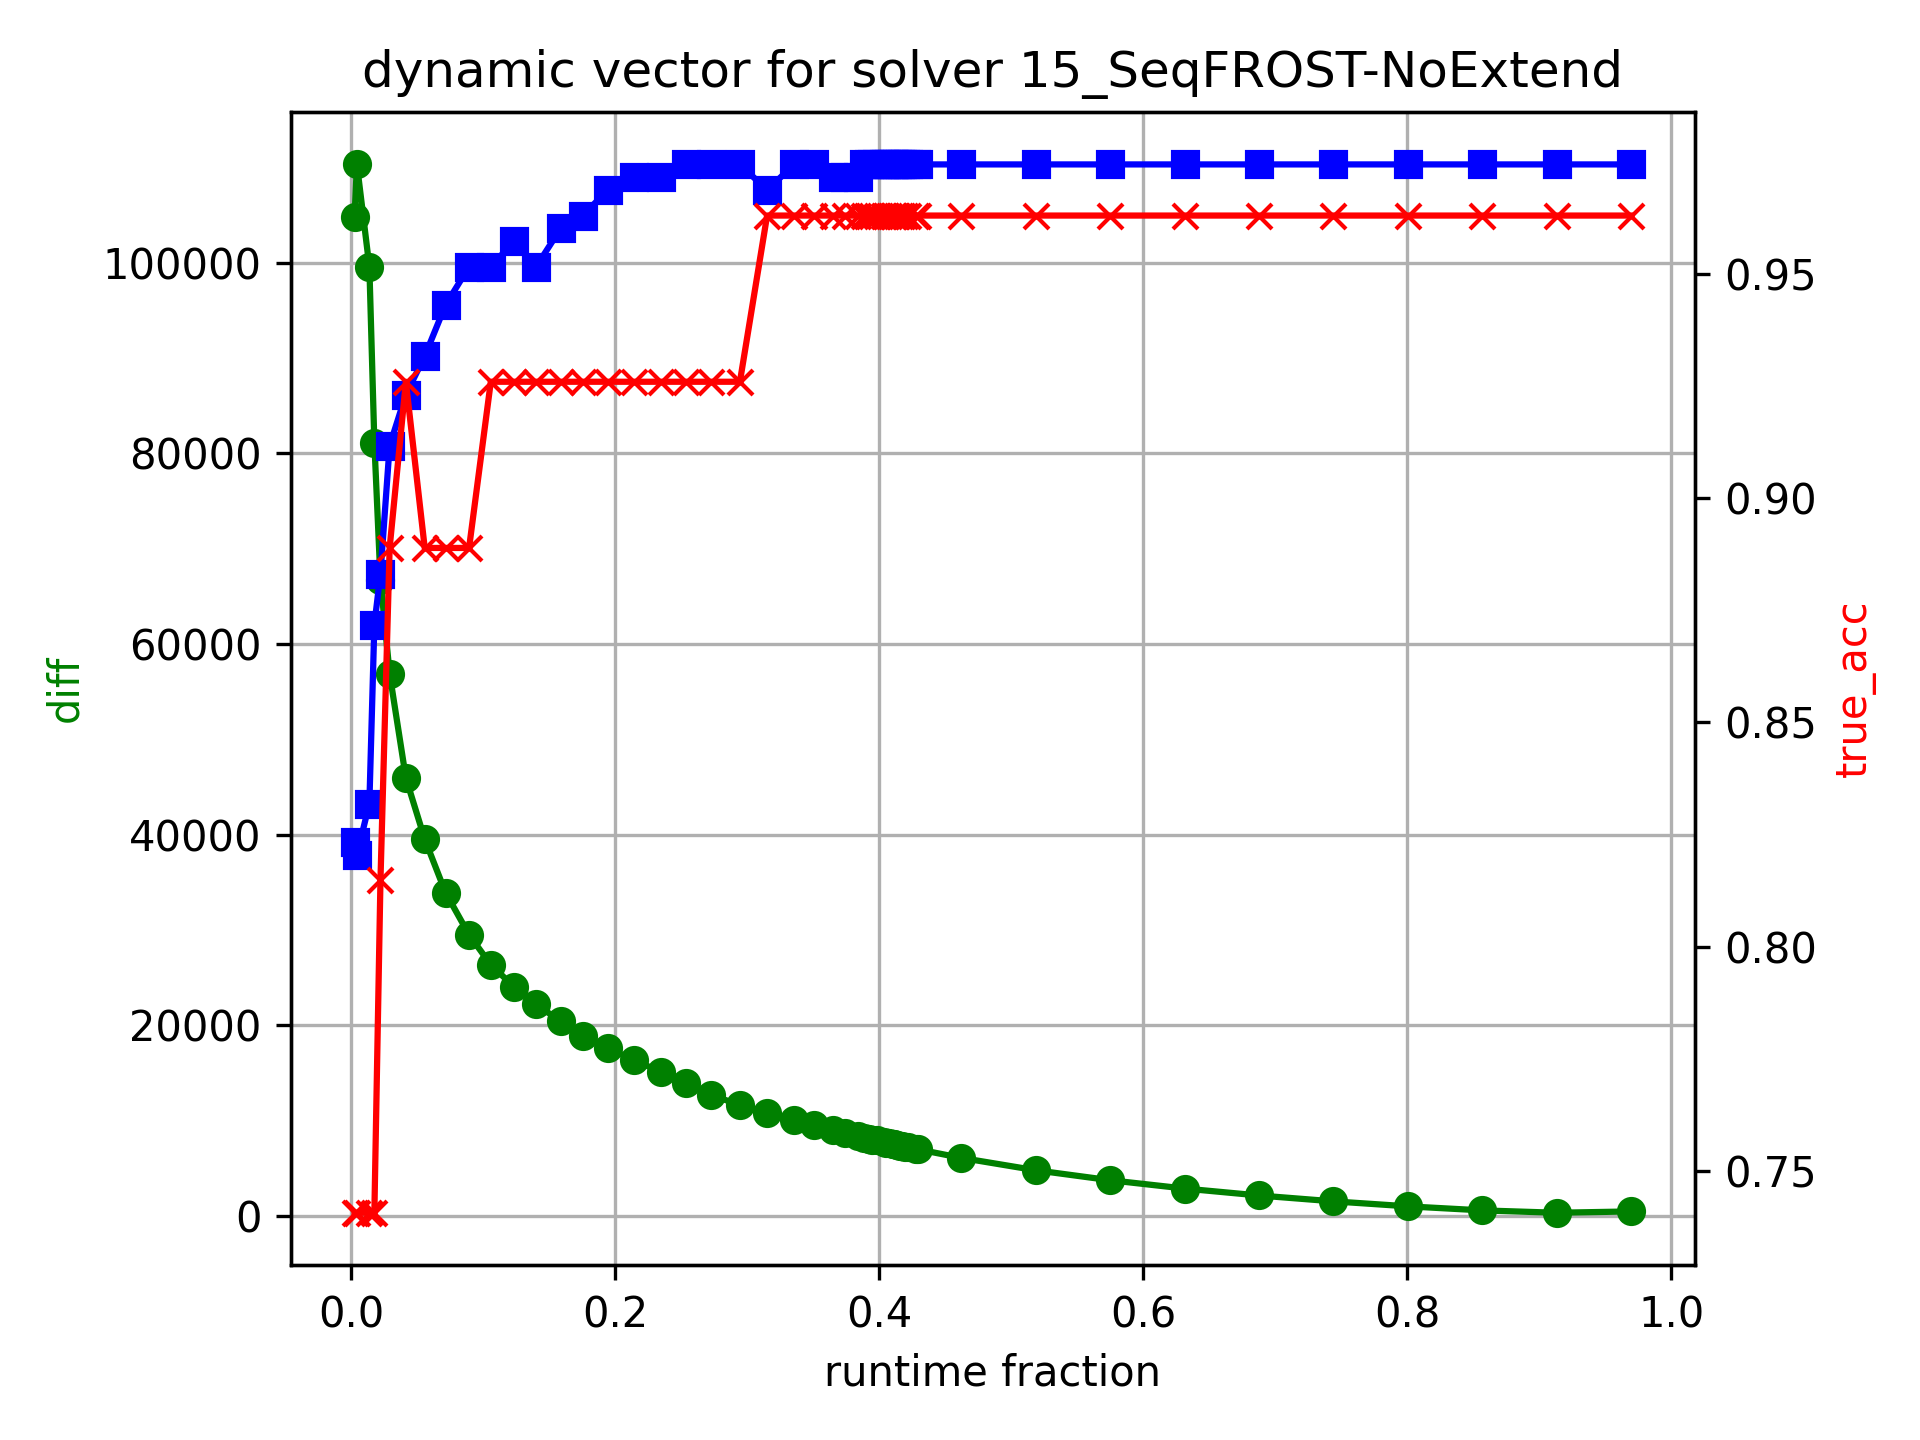 dynamic vector for solver 15_SeqFROST-NoExtend
100000
80000
60000
40000
20000
0
diff
0.95
0.90
0.85
0.80
0.75
true_acc
0.0 0.2 0.4 0.6 0.8 1.0
runtime fraction